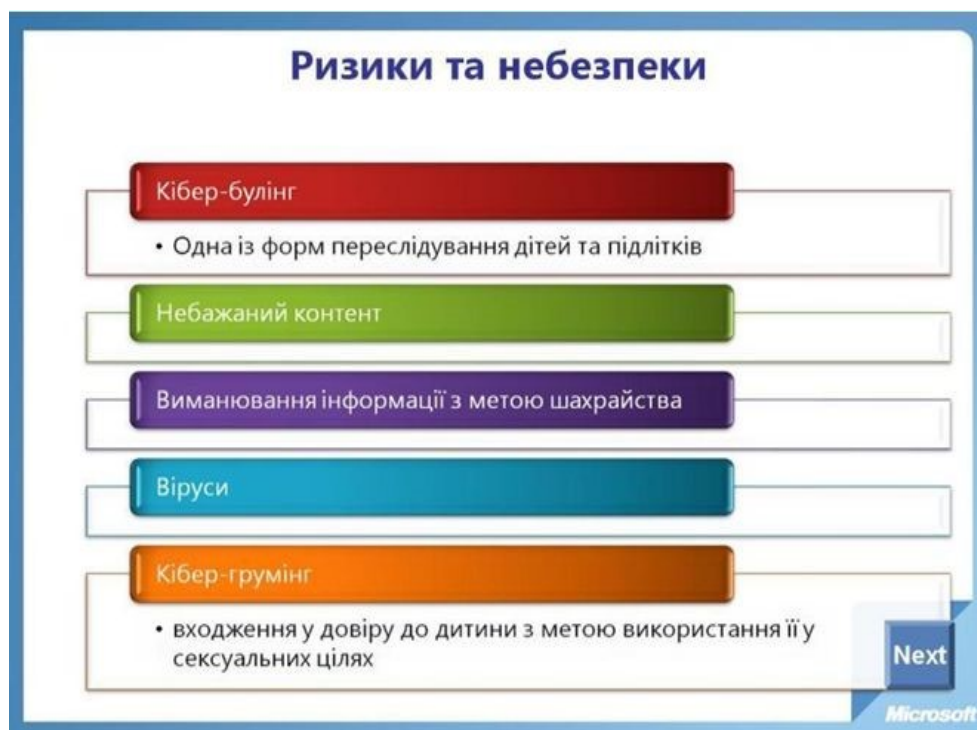 Ризики та небезпеки
Кібер-булінг
• Одна із форм переслідування дітей та підлітків
Небажаний контент
Виманювання інформації з метою шахрайства
Віруси
Кібер-грумінг
• входження у довіру до дитини з метою використання її у
сексуальних цілях
Next
Microsoft